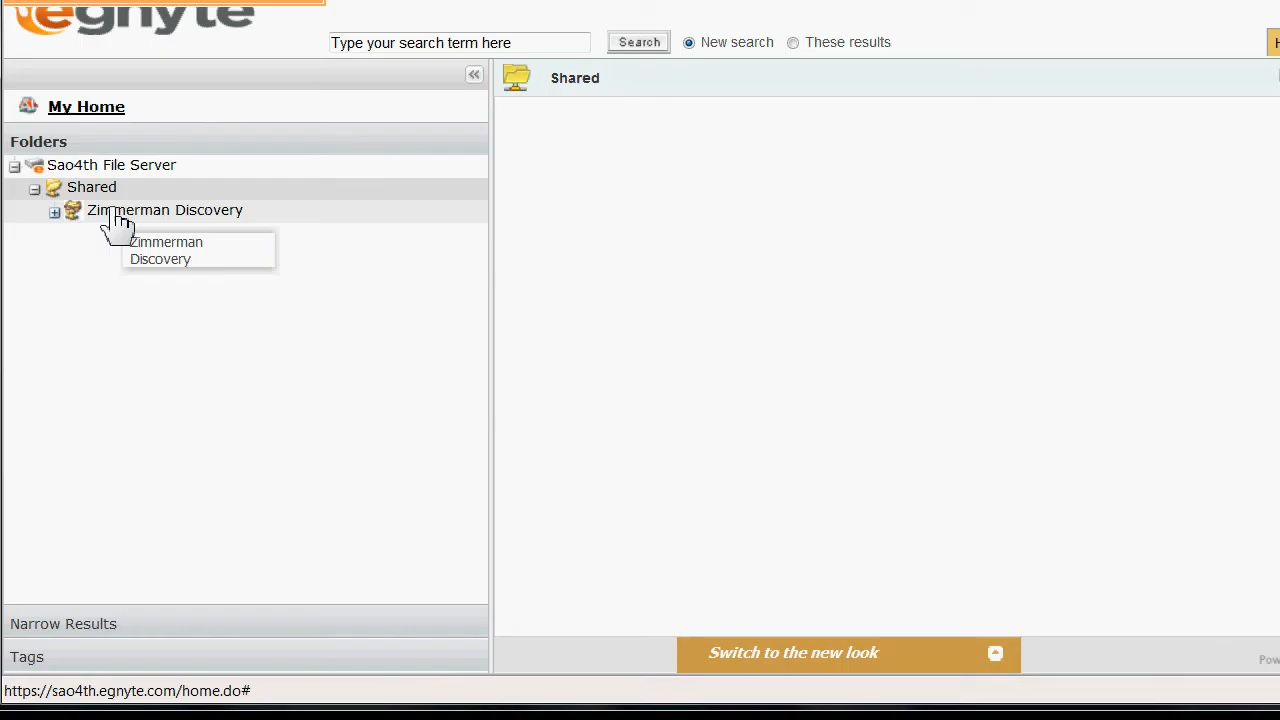 egnyte
Type your search term here
Search
New search
These results
My Home
Shared
Folders
Sao4th File Server
Shared
Zimmerman Discovery
Zimmerman
Discovery
Narrow Results
Tags
Switch to the new look
https://sao4th.egnyte.com/home.do#